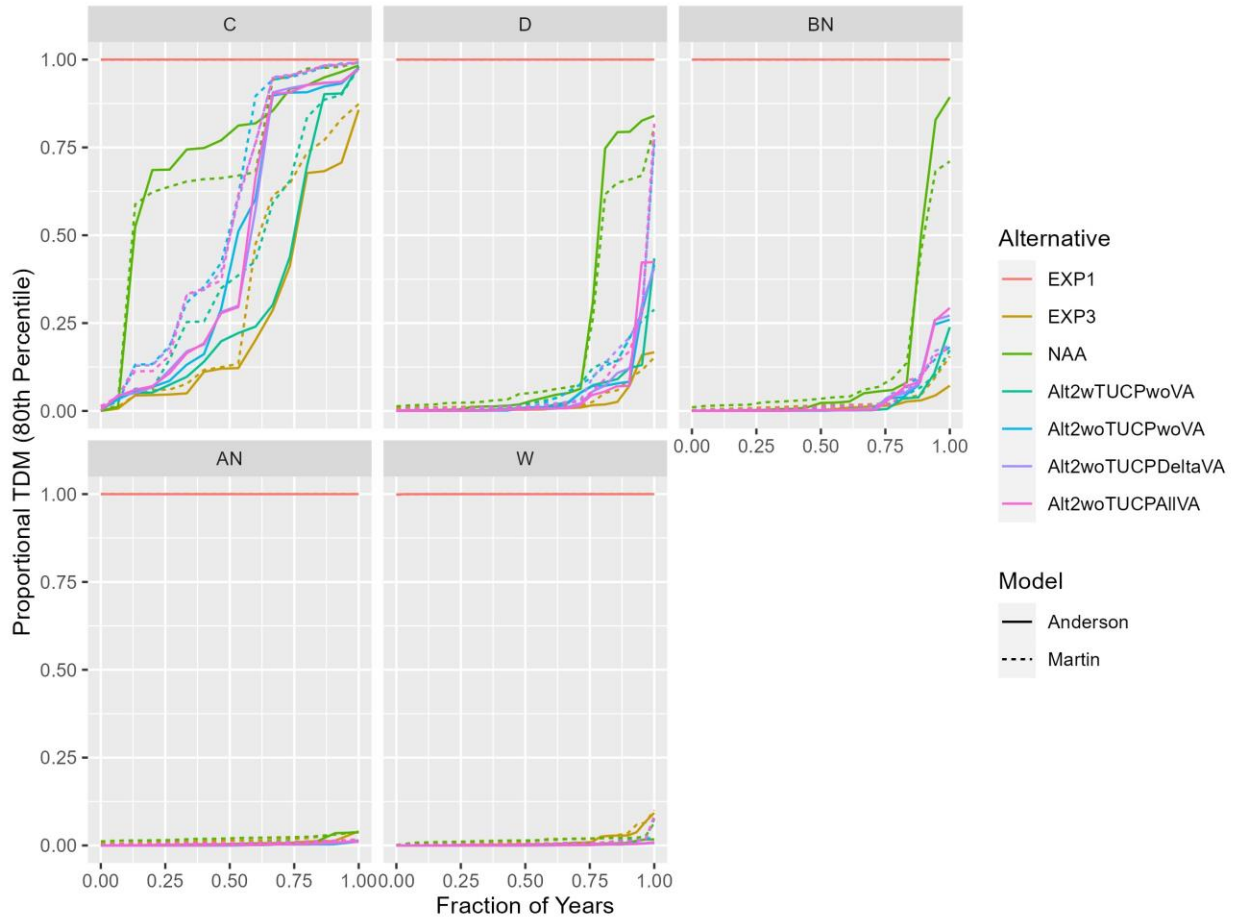 C
D
BN
1.00
0.75
0.50
0.25
0.00
0.00 0.25 0.50 0.75 1.00
AN
W
1.00
0.75
0.50
0.25
0.00
0.00 0.25 0.50 0.75 1.00
0.00 0.25 0.50 0.75 1.00
Proportional TDM (80th Percentile)
Fraction of Years
Alternative
EXP1
EXP3
NAA
Alt2wTUCPwoVA
Alt2woTUCPwoVA
Alt2woTUCPDeltaVA
Alt2woTUCPAllVA
Model
Anderson
Martin